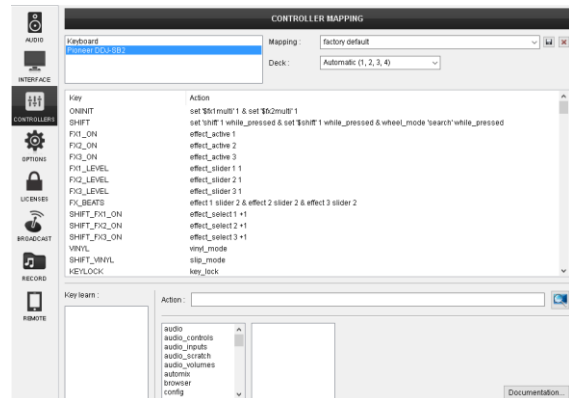 CONTROLLER MAPPING
AUDIO
INTERFACE
CONTROLLERS
OPTIONS
LICENSES
BROADCAST
RECORD
REMOTE
Keyboard
Pioneer DDJ-SB2
Mapping : factory default
Deck : Automatic (1, 2, 3, 4)
Key Action
ONINIT set '$fx1multi' 1 & set '$fx2multi' 1
SHIFT set 'shift' 1 while_pressed & set '$shift' 1 while_pressed & wheel_mode 'search' while_pressed
FX1_ON effect_active 1
FX2_ON effect_active 2
FX3_ON effect_active 3
FX1_LEVEL effect_slider 1 1
FX2_LEVEL effect_slider 2 1
FX3_LEVEL effect_slider 3 1
FX_BEATS effect 1 slider 2 & effect 2 slider 2 & effect 3 slider 2
SHIFT_FX1_ON effect_select 1 +1
SHIFT_FX2_ON effect_select 2 +1
SHIFT_FX3_ON effect_select 3 +1
VINYL vinyl_mode
SHIFT_VINYL slip_mode
KEYLOCK key_lock
Key learn :
Action :
audio
audio_controls
audio_inputs
audio_scratch
audio_volumes
automix
browser
config
Documentation...